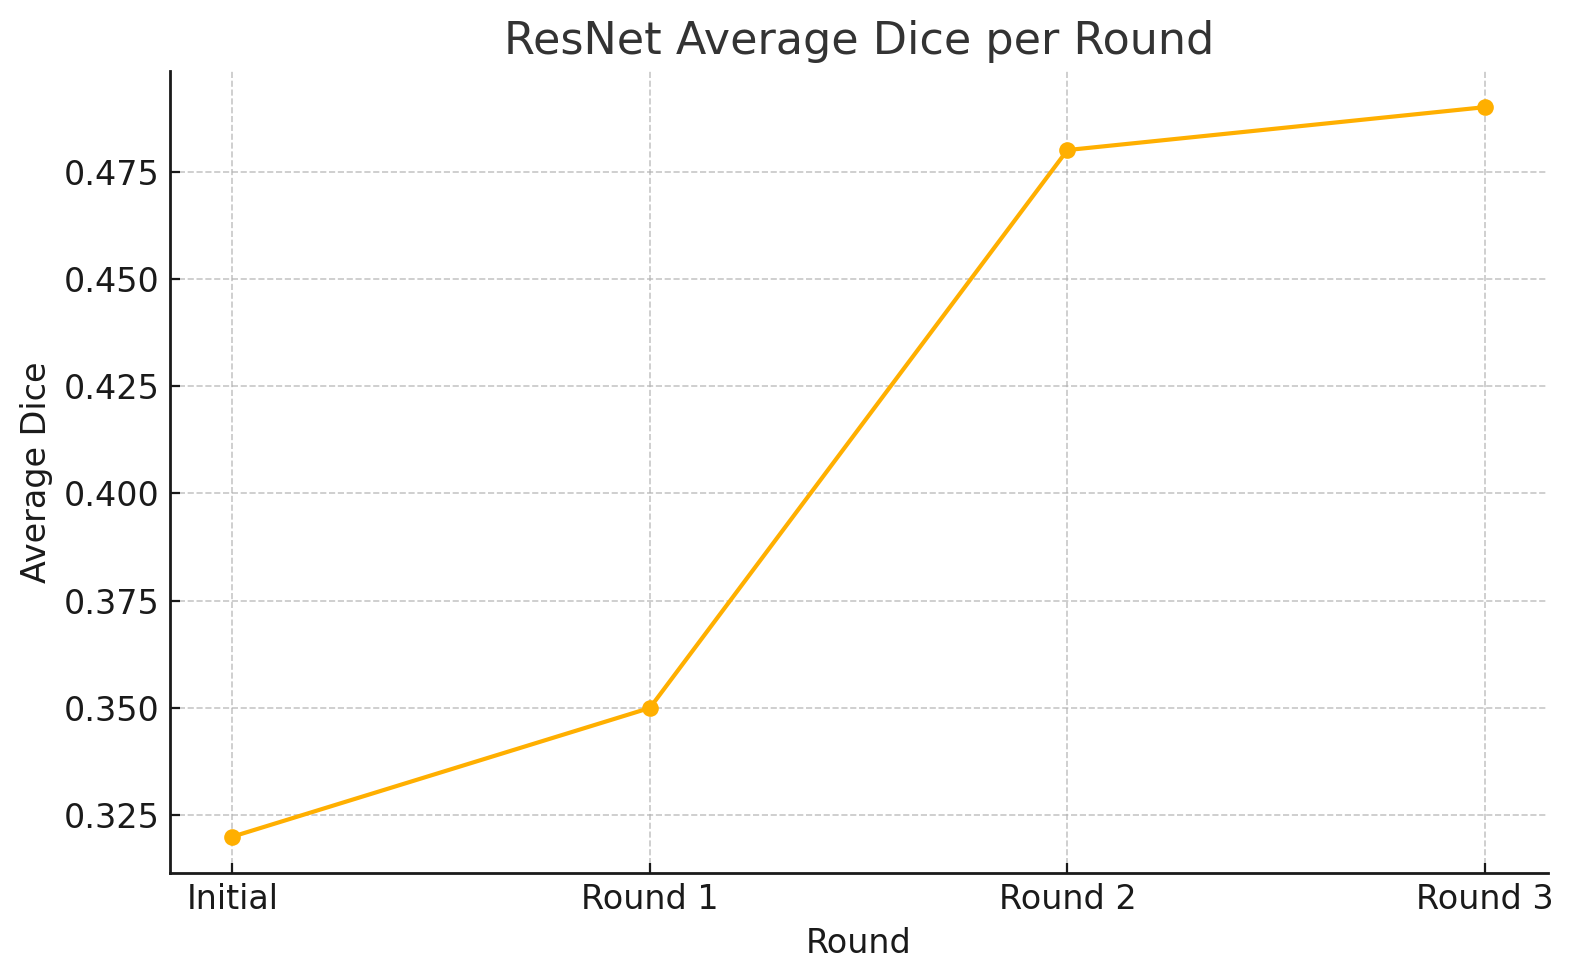 ResNet Average Dice per Round
Average Dice
0.475
0.450
0.425
0.400
0.375
0.350
0.325
Initial Round 1 Round 2 Round 3
Round